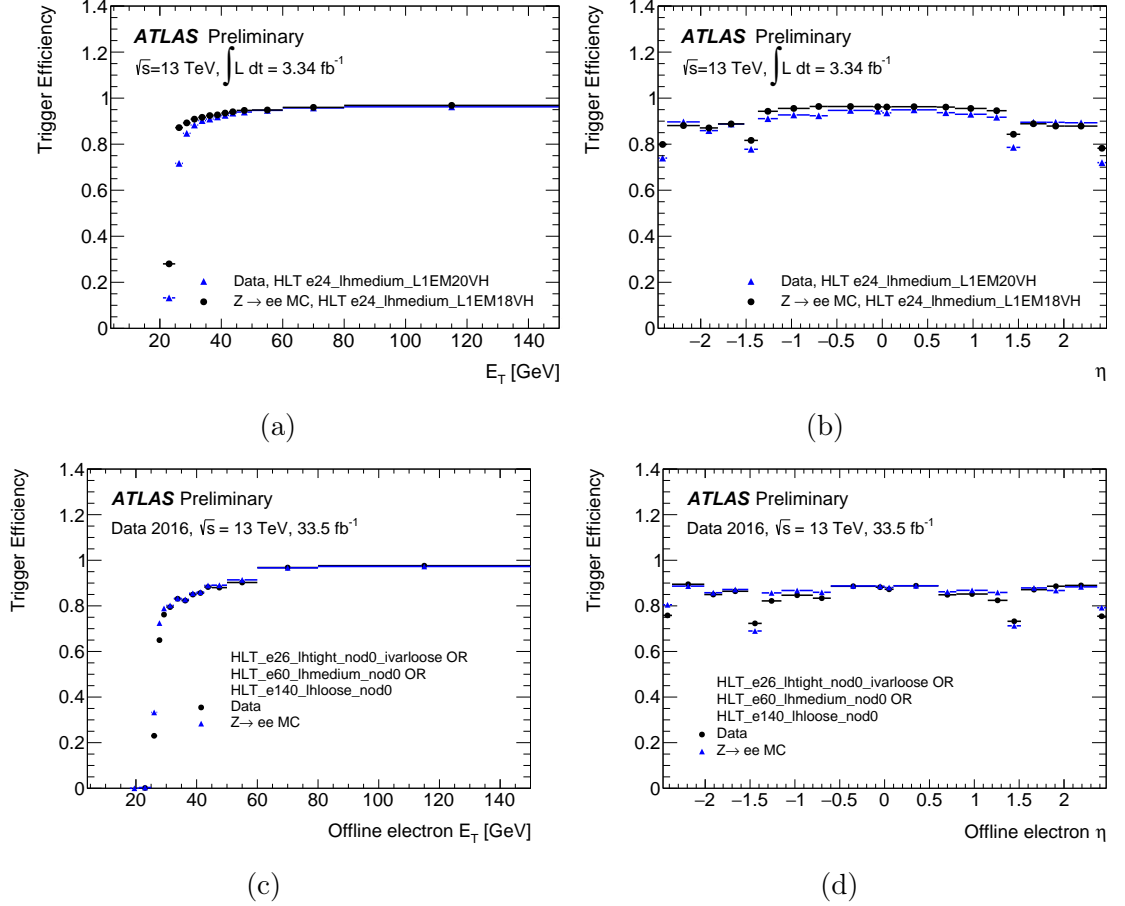 Trigger Efficiency
1.4
1.2
1
0.8
0.6
0.4
0.2
0
ATLAS Preliminary
√s=13 TeV, ∫L dt = 3.34 fb⁻¹
Data, HLT e24_lhmedium_L1EM20VH
Z → ee MC, HLT e24_lhmedium_L1EM18VH
20 40 60 80 100 120 140
E_T [GeV]
(a)
Trigger Efficiency
1.4
1.2
1
0.8
0.6
0.4
0.2
0
ATLAS Preliminary
√s=13 TeV, ∫L dt = 3.34 fb⁻¹
Data, HLT e24_lhmedium_L1EM20VH
Z → ee MC, HLT e24_lhmedium_L1EM18VH
−2 −1.5 −1 −0.5 0 0.5 1 1.5 2
η
(b)
Trigger Efficiency
1.4
1.2
1
0.8
0.6
0.4
0.2
0
ATLAS Preliminary
Data 2016, √s = 13 TeV, 33.5 fb⁻¹
HLT_e26_lhtight_nod0_ivarloose OR
HLT_e60_lhmedium_nod0 OR
HLT_e140_lhloose_nod0
Data
Z→ ee MC
20 40 60 80 100 120 140
Offline electron E_T [GeV]
(c)
Trigger Efficiency
1.4
1.2
1
0.8
0.6
0.4
0.2
0
ATLAS Preliminary
Data 2016, √s = 13 TeV, 33.5 fb⁻¹
HLT_e26_lhtight_nod0_ivarloose OR
HLT_e60_lhmedium_nod0 OR
HLT_e140_lhloose_nod0
Data
Z→ ee MC
−2 −1.5 −1 −0.5 0 0.5 1 1.5 2
Offline electron η
(d)